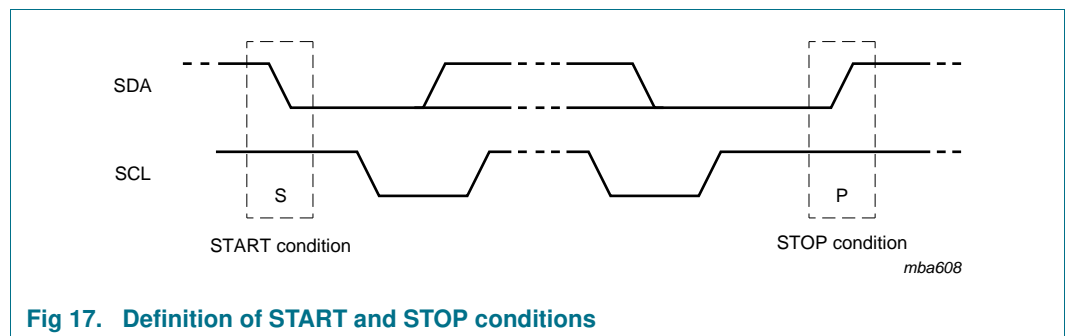 SDA
SCL
S
P
START condition
STOP condition
mba608
Fig 17. Definition of START and STOP conditions